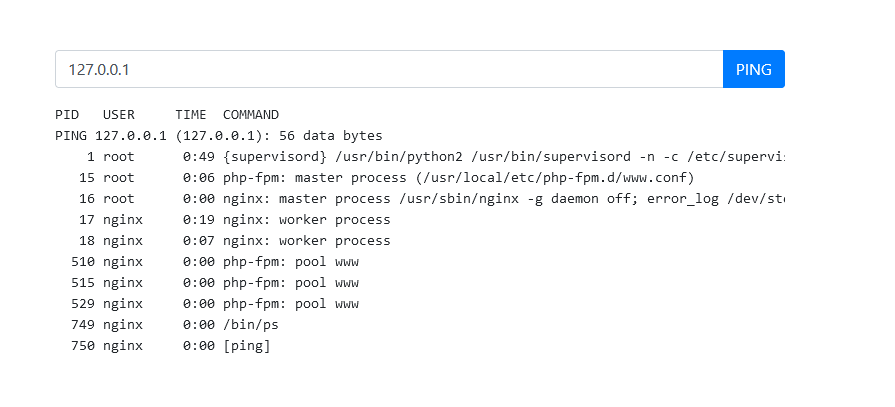 127.0.0.1 PING
PID   USER     TIME  COMMAND
PING 127.0.0.1 (127.0.0.1): 56 data bytes
    1 root      0:49 {supervisord} /usr/bin/python2 /usr/bin/supervisord -n -c /etc/supervi
   15 root      0:06 php-fpm: master process (/usr/local/etc/php-fpm.d/www.conf)
   16 root      0:00 nginx: master process /usr/sbin/nginx -g daemon off; error_log /dev/st
   17 nginx     0:19 nginx: worker process
   18 nginx     0:07 nginx: worker process
  510 nginx     0:00 php-fpm: pool www
  515 nginx     0:00 php-fpm: pool www
  529 nginx     0:00 php-fpm: pool www
  749 nginx     0:00 /bin/ps
  750 nginx     0:00 [ping]